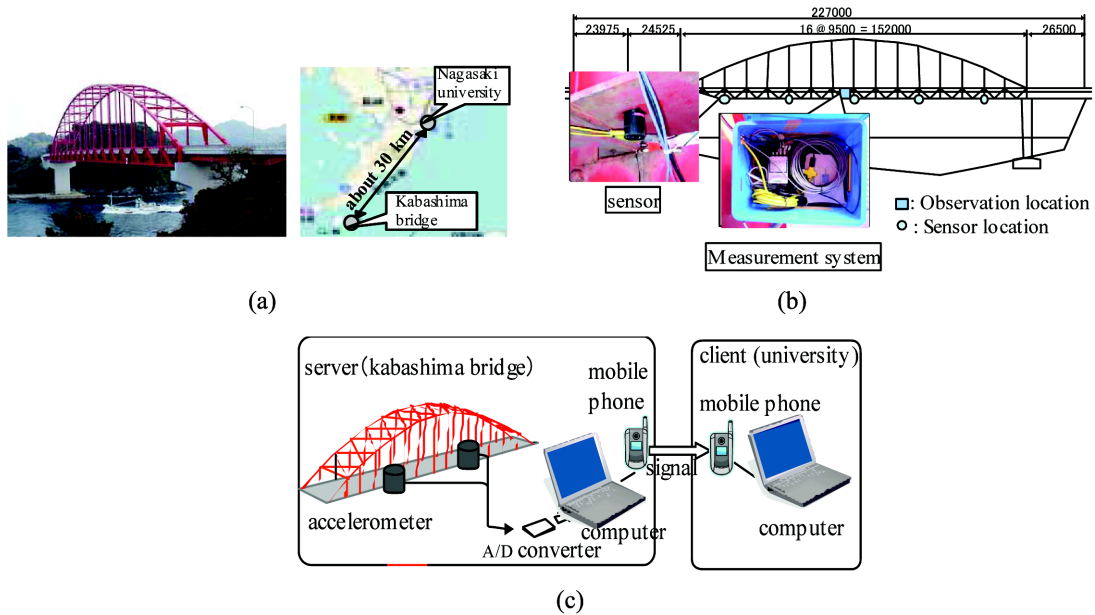 Nagasaki
university
about 30 km
Kabashima
bridge
(a)
227000
23975
24525
16 @ 9500 = 152000
26500
sensor
Measurement system
: Observation location
: Sensor location
(b)
server(kabashima bridge)
mobile
phone
accelerometer
A/D converter
computer
signal
client (university)
mobile phone
computer
(c)